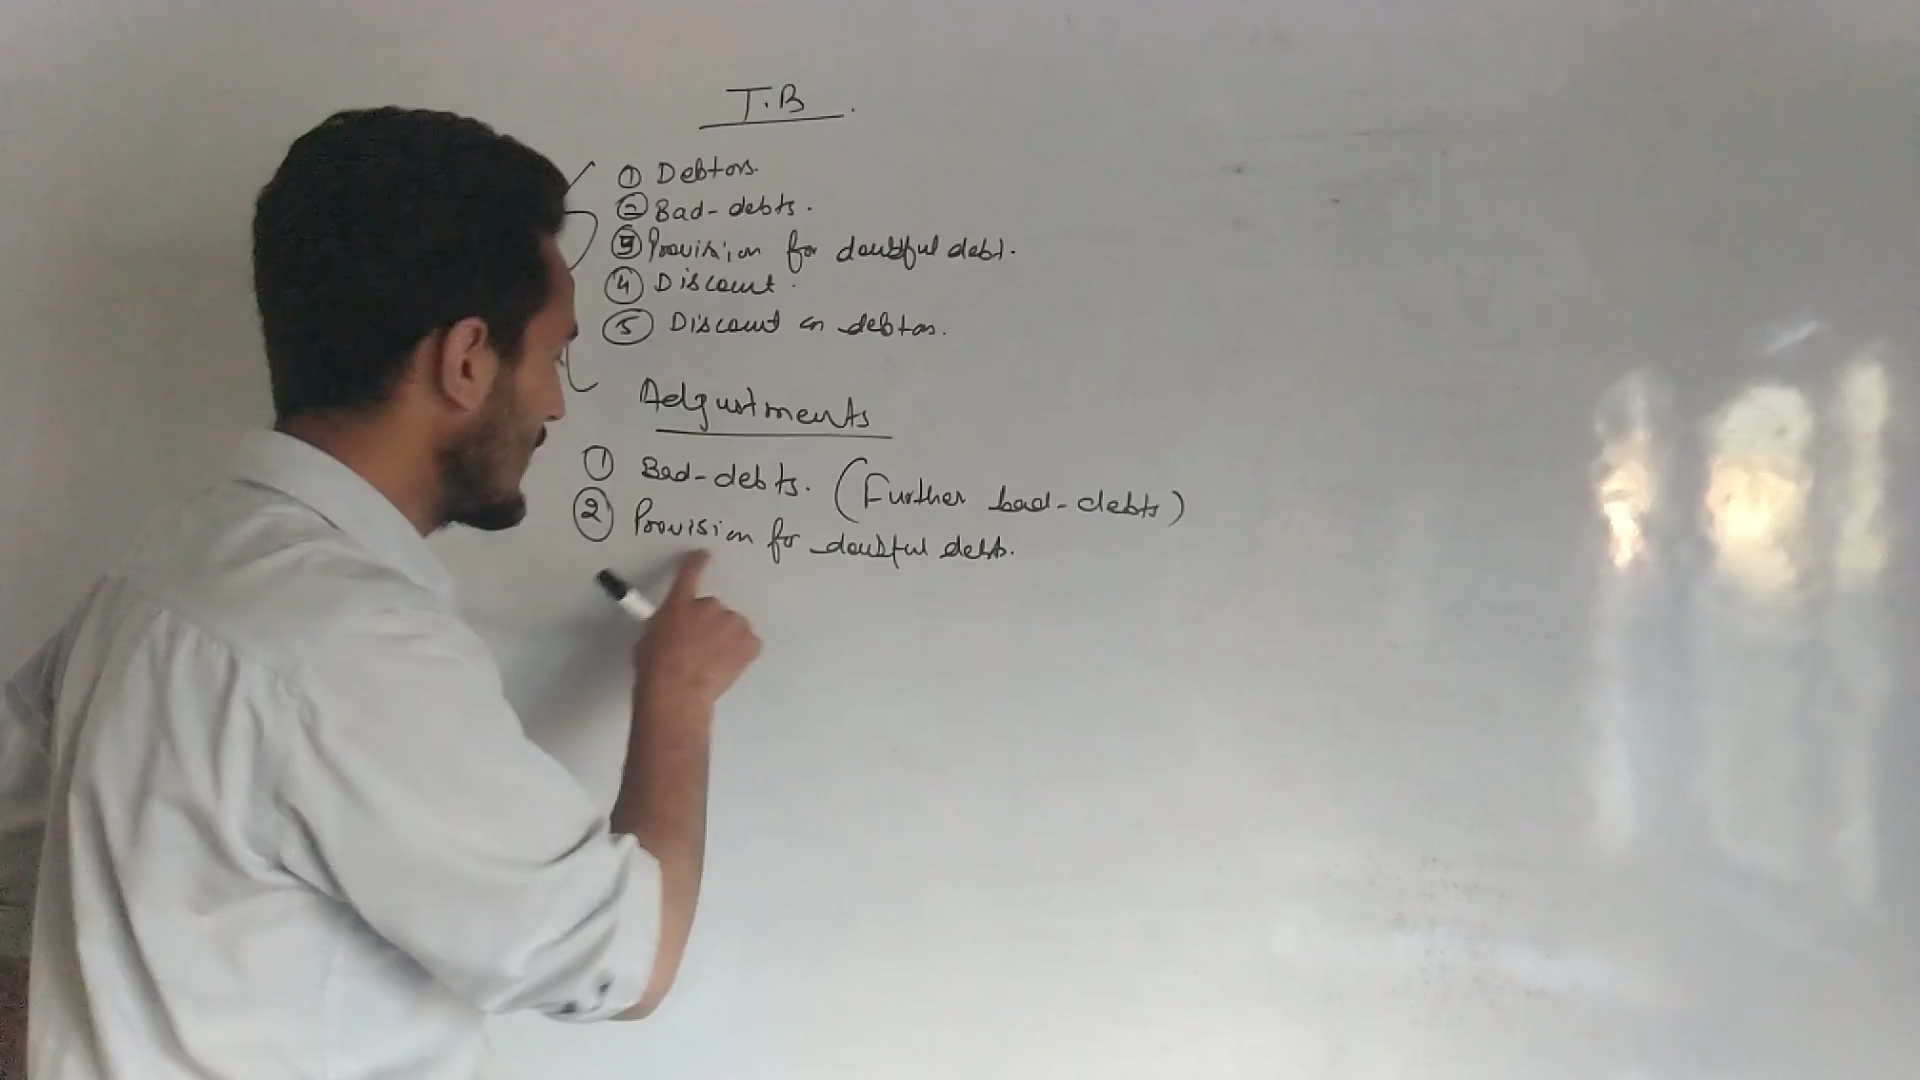 T.B.
① Debtors.
② Bad-debts.
③ Provision for doubtful debt.
④ Discount.
⑤ Discount on debtors.
Adjustments
① Bad-debts. (Further bad-debts)
② Provision for doubtful debts.